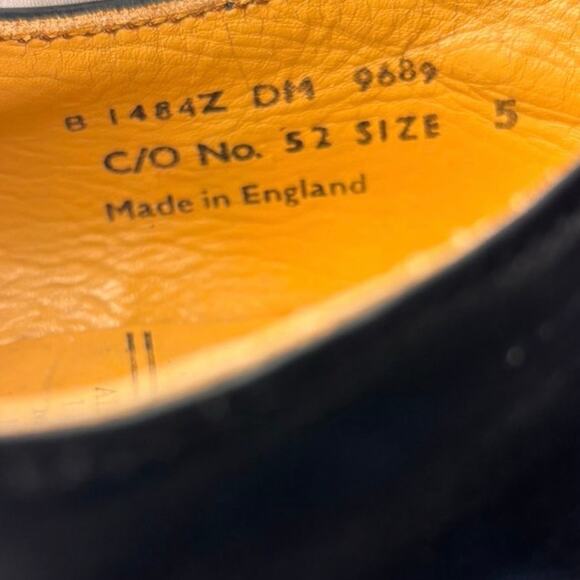 B 1484Z DM 9689
C/O No. 52 SIZE 5
Made in England